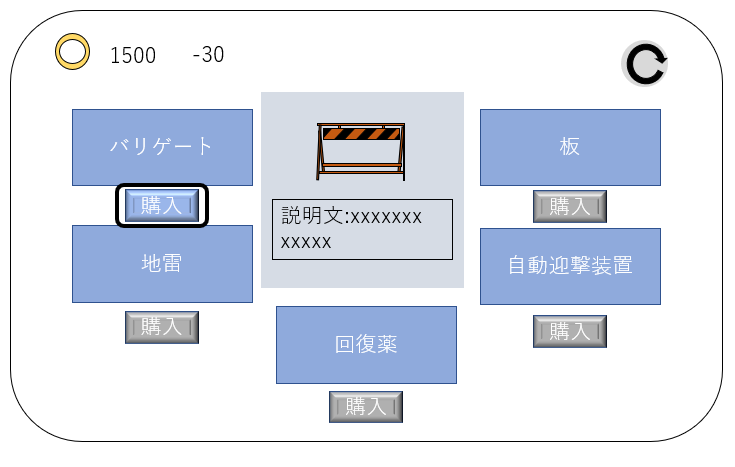 1500 -30
バリゲート
購入
地雷
購入
説明文:xxxxxxx
xxxxx
回復薬
購入
板
購入
自動迎撃装置
購入